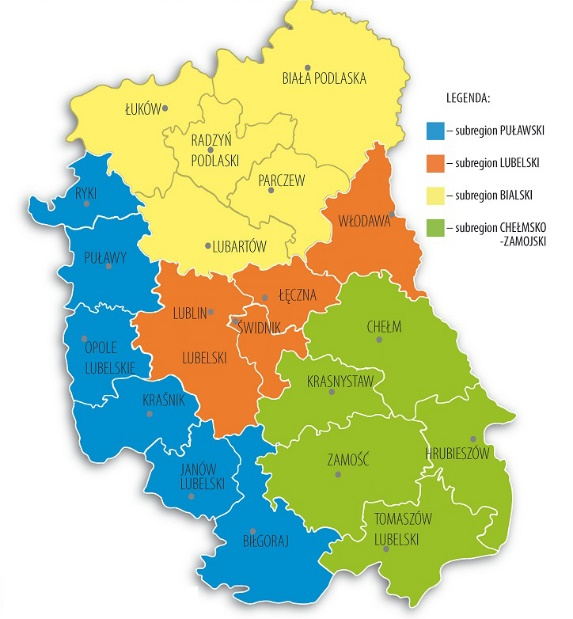 BIAŁA PODLASKA
ŁUKÓW
RADZYŃ
PODLASKI
PARCZEW
LUBARTÓW
LEGENDA:
– subregion PUŁAWSKI
– subregion LUBELSKI
– subregion BIALSKI
– subregion CHEŁMSKO
-ZAMOJSKI
RYKI
WŁODAWA
PUŁAWY
ŁĘCZNA
LUBLIN
ŚWIDNIK
LUBELSKI
CHEŁM
OPOLE
LUBELSKIE
KRASNYSTAW
KRAŚNIK
HRUBIESZÓW
ZAMOŚĆ
JANÓW
LUBELSKI
TOMASZÓW
LUBELSKI
BIŁGORAJ